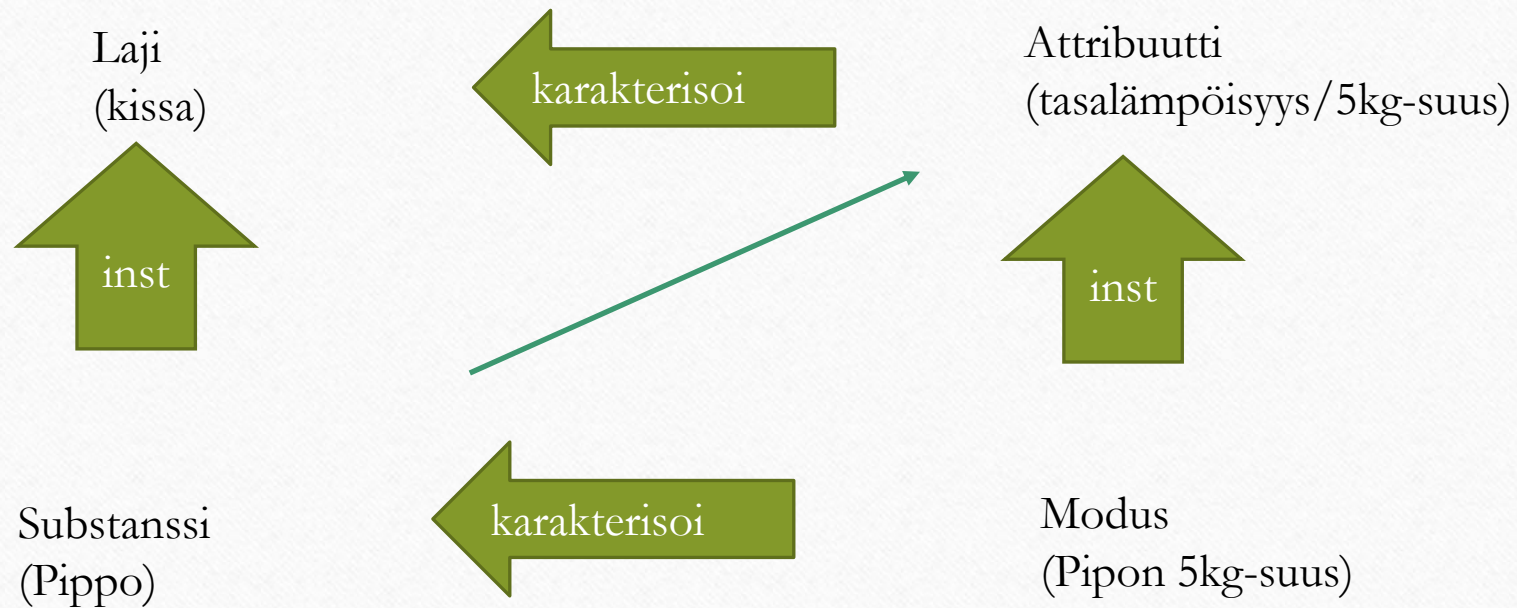 Laji
(kissa)
karakterisoi
Attribuutti
(tasalämpöisyys/5kg-suus)
inst
inst
Substanssi
(Pippo)
karakterisoi
Modus
(Pipon 5kg-suus)